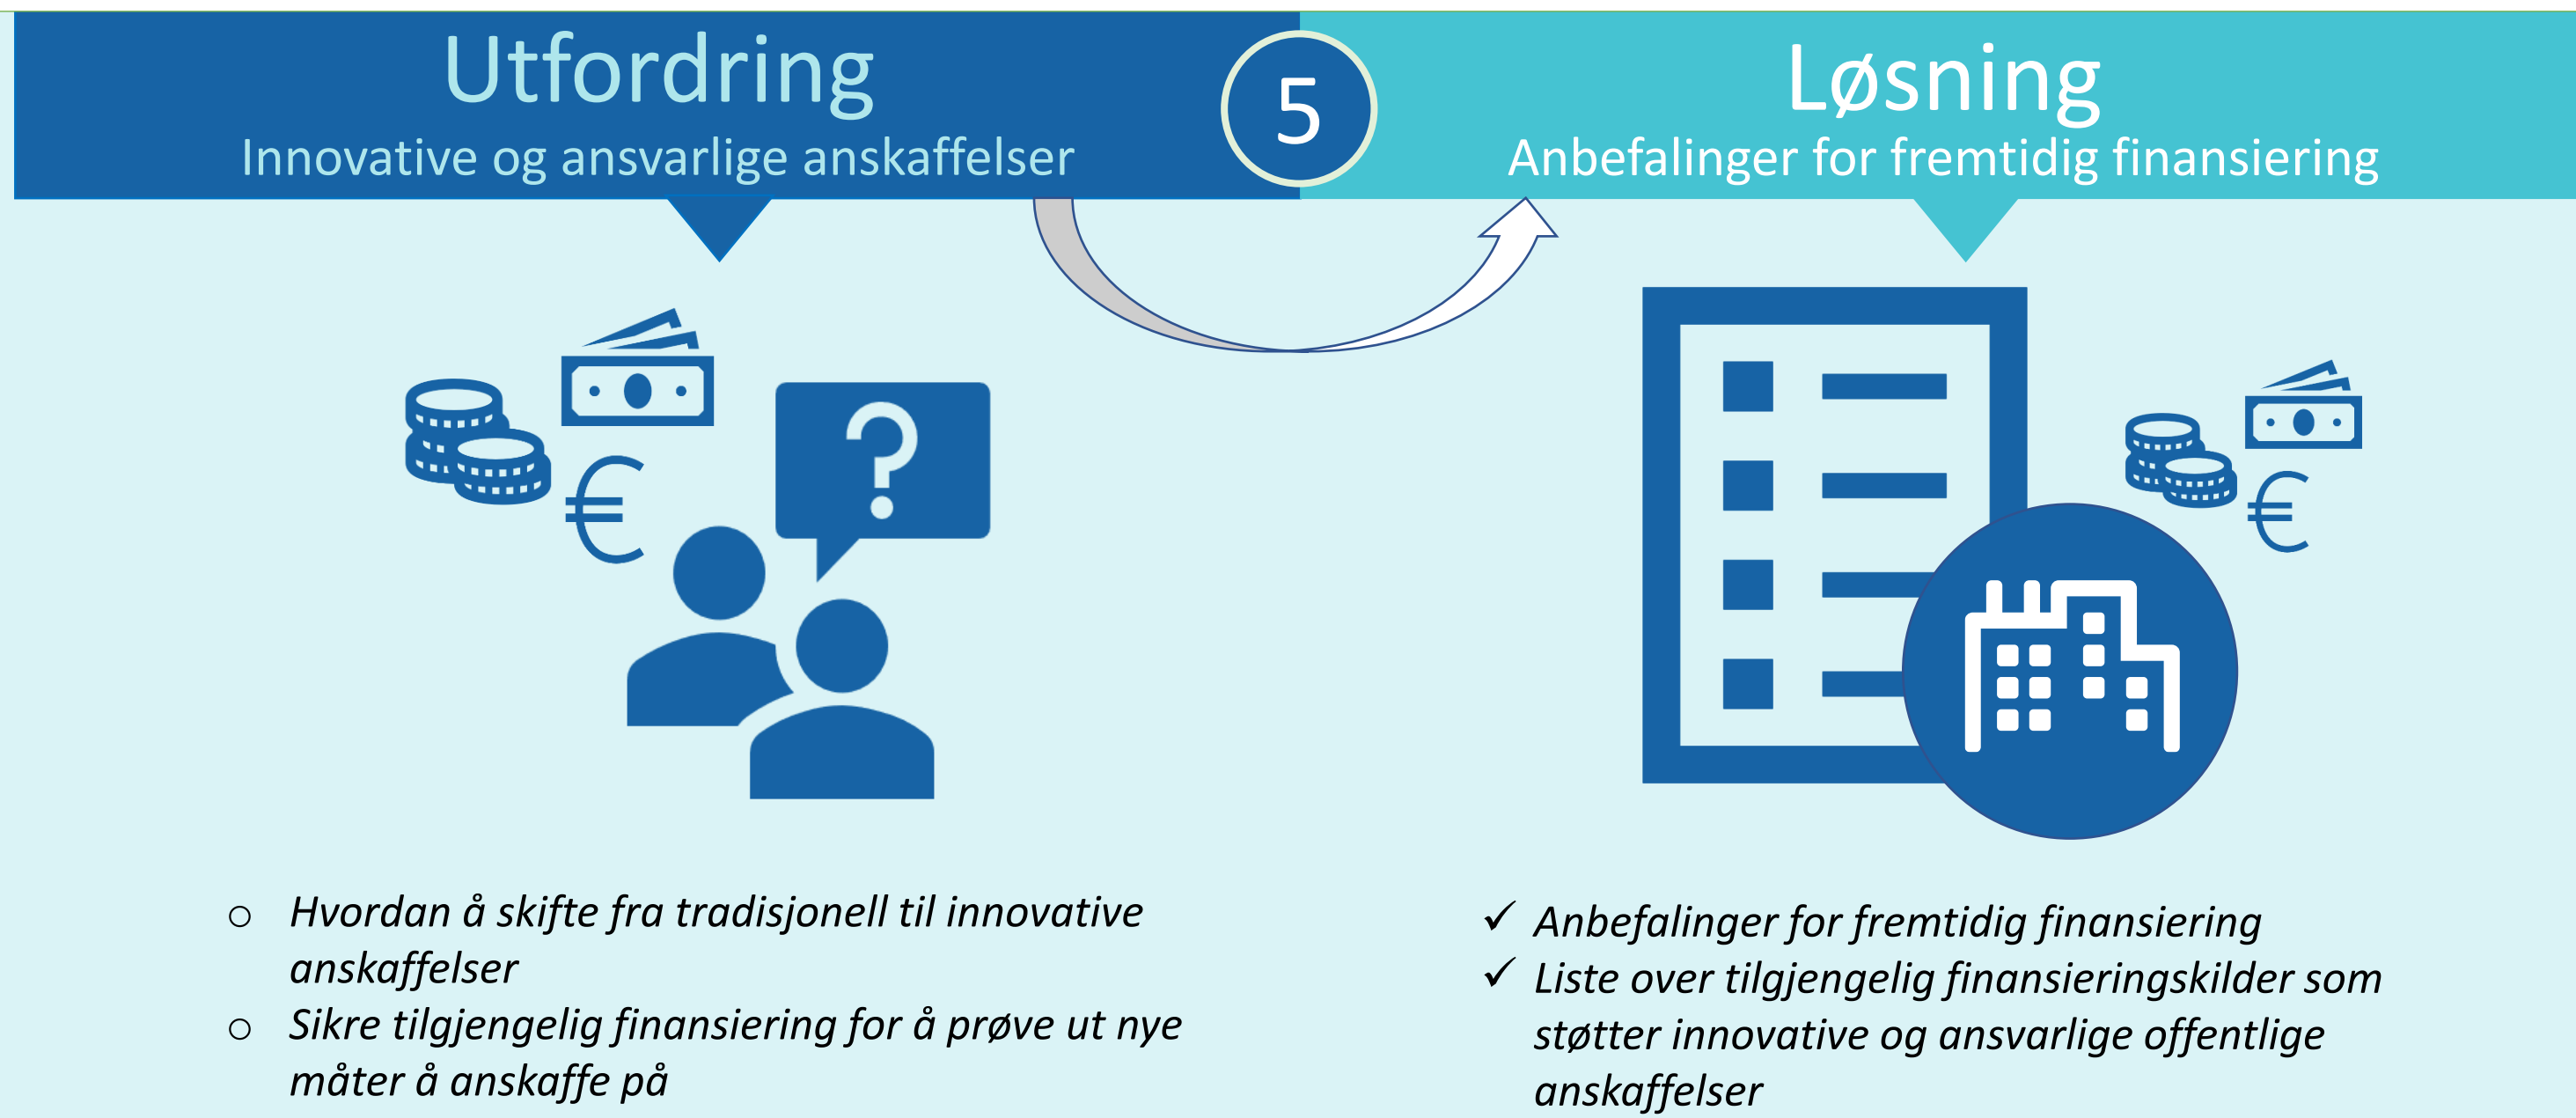 Utfordring
Innovative og ansvarlige anskaffelser
5
Løsning
Anbefalinger for fremtidig finansiering
€
€
o Hvordan å skifte fra tradisjonell til innovative
anskaffelser
o Sikre tilgjengelig finansiering for å prøve ut nye
måter å anskaffe på
✓ Anbefalinger for fremtidig finansiering
✓ Liste over tilgjengelig finansieringskilder som
støtter innovative og ansvarlige offentlige
anskaffelser